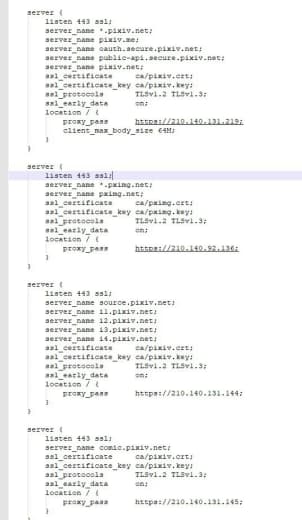 server {
listen 443 ssl;
server_name *.pixiv.net;
server_name pixiv.me;
server_name oauth.secure.pixiv.net;
server_name public-api.secure.pixiv.net;
server_name pixiv.net;
ssl_certificate ca/pixiv.crt;
ssl_certificate_key ca/pixiv.key;
ssl_protocols TLSv1.2 TLSv1.3;
ssl_early_data on;
location / {
proxy_pass https://210.140.131.219;
client_max_body_size 64M;
}
}
server {
listen 443 ssl;
server_name *.pximg.net;
server_name pximg.net;
ssl_certificate ca/pximg.crt;
ssl_certificate_key ca/pximg.key;
ssl_protocols TLSv1.2 TLSv1.3;
ssl_early_data on;
location / {
proxy_pass https://210.140.92.136;
}
}
server {
listen 443 ssl;
server_name source.pixiv.net;
server_name i1.pixiv.net;
server_name i2.pixiv.net;
server_name i3.pixiv.net;
server_name i4.pixiv.net;
ssl_certificate ca/pixiv.crt;
ssl_certificate_key ca/pixiv.key;
ssl_protocols TLSv1.2 TLSv1.3;
ssl_early_data on;
location / {
proxy_pass https://210.140.131.144;
}
}
server {
listen 443 ssl;
server_name comic.pixiv.net;
ssl_certificate ca/pixiv.crt;
ssl_certificate_key ca/pixiv.key;
ssl_protocols TLSv1.2 TLSv1.3;
ssl_early_data on;
location / {
proxy_pass https://210.140.131.145;
}